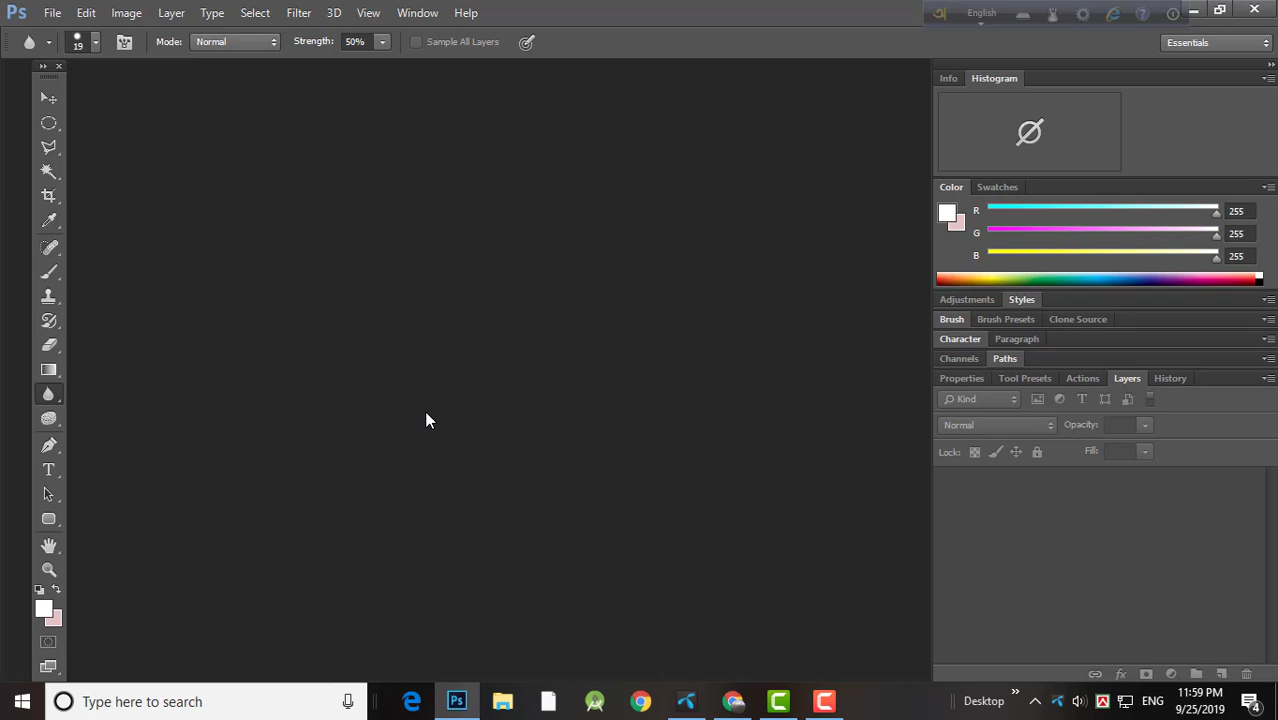 Ps File Edit Image Layer Type Select Filter 3D View Window Help
অ English
19 Mode: Normal Strength: 50% Sample All Layers Essentials
Info Histogram
Color Swatches
R 255
G 255
B 255
Adjustments Styles
Brush Brush Presets Clone Source
Character Paragraph
Channels Paths
Properties Tool Presets Actions Layers History
Kind
Normal Opacity:
Lock: Fill:
T
Type here to search Ps Desktop ENG 11:59 PM
9/25/2019 4